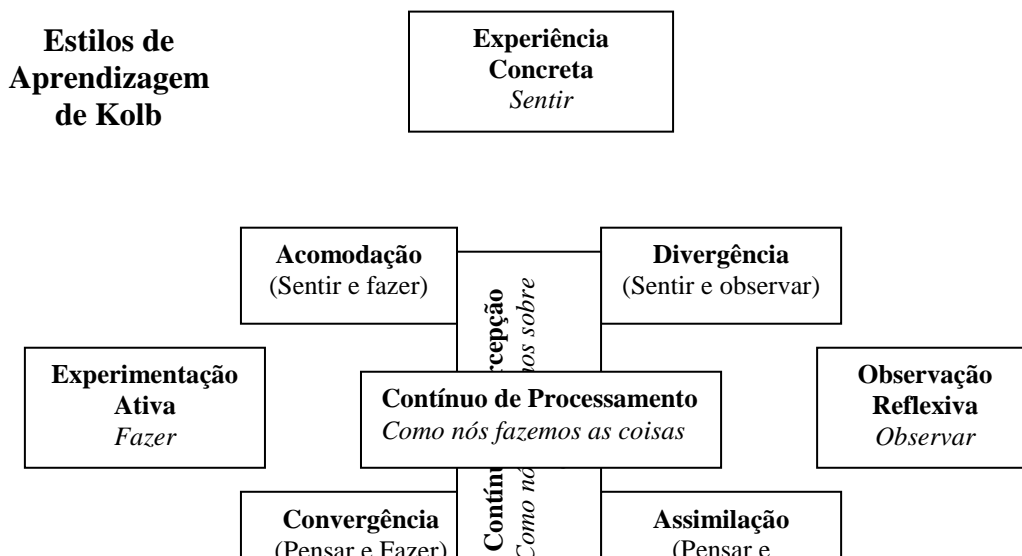 Estilos de
Aprendizagem
de Kolb
Experiência
Concreta
Sentir
Acomodação
(Sentir e fazer)
Divergência
(Sentir e observar)
Experimentação
Ativa
Fazer
Contínuo de Processamento
Como nós fazemos as coisas
Observação
Reflexiva
Observar
sobre
Convergência
(Pensar e Fazer)
Assimilação
(Pensar e